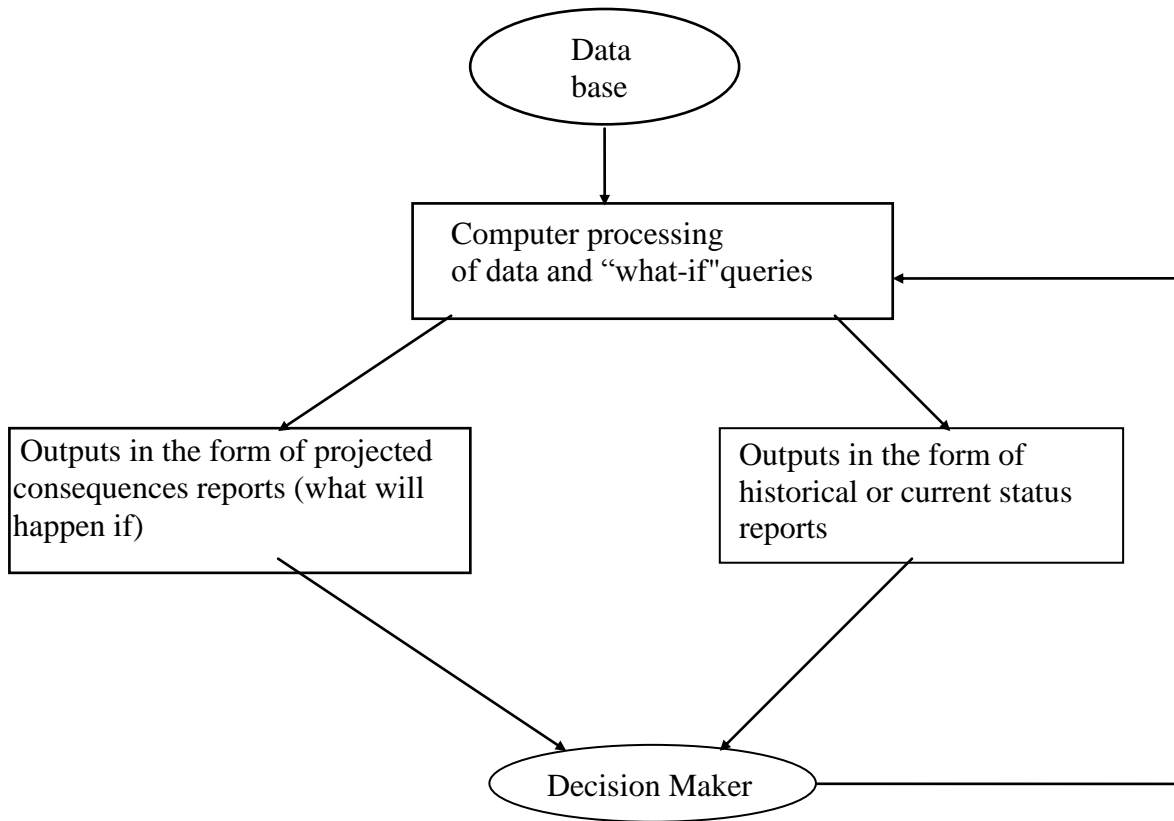 Data
base
Computer processing
of data and “what-if"queries
Outputs in the form of projected
consequences reports (what will
happen if)
Outputs in the form of
historical or current status
reports
Decision Maker